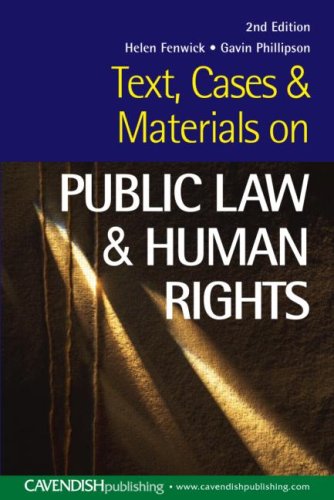 2nd Edition
Helen Fenwick • Gavin Phillipson
Text, Cases &
Materials on
PUBLIC LAW
& HUMAN
RIGHTS
CAVENDISHpublishing • www.cavendishpublishing.com